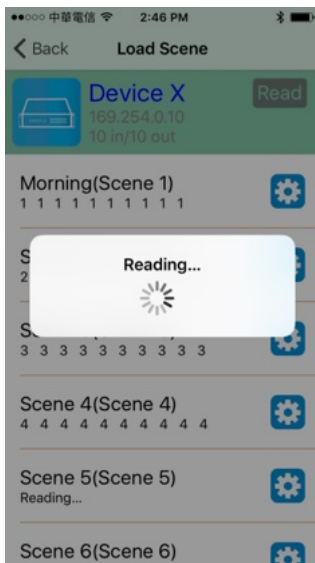 中華電信 2:46 PM
Back Load Scene
Device X
Read
169.254.0.10
10 in/10 out
Morning(Scene 1)
1 1 1 1 1 1 1 1 1 1
S
2
Reading...
S
3 3 3 3 3 3 3 3 3 3
Scene 4(Scene 4)
4 4 4 4 4 4 4 4 4 4
Scene 5(Scene 5)
Reading...
Scene 6(Scene 6)